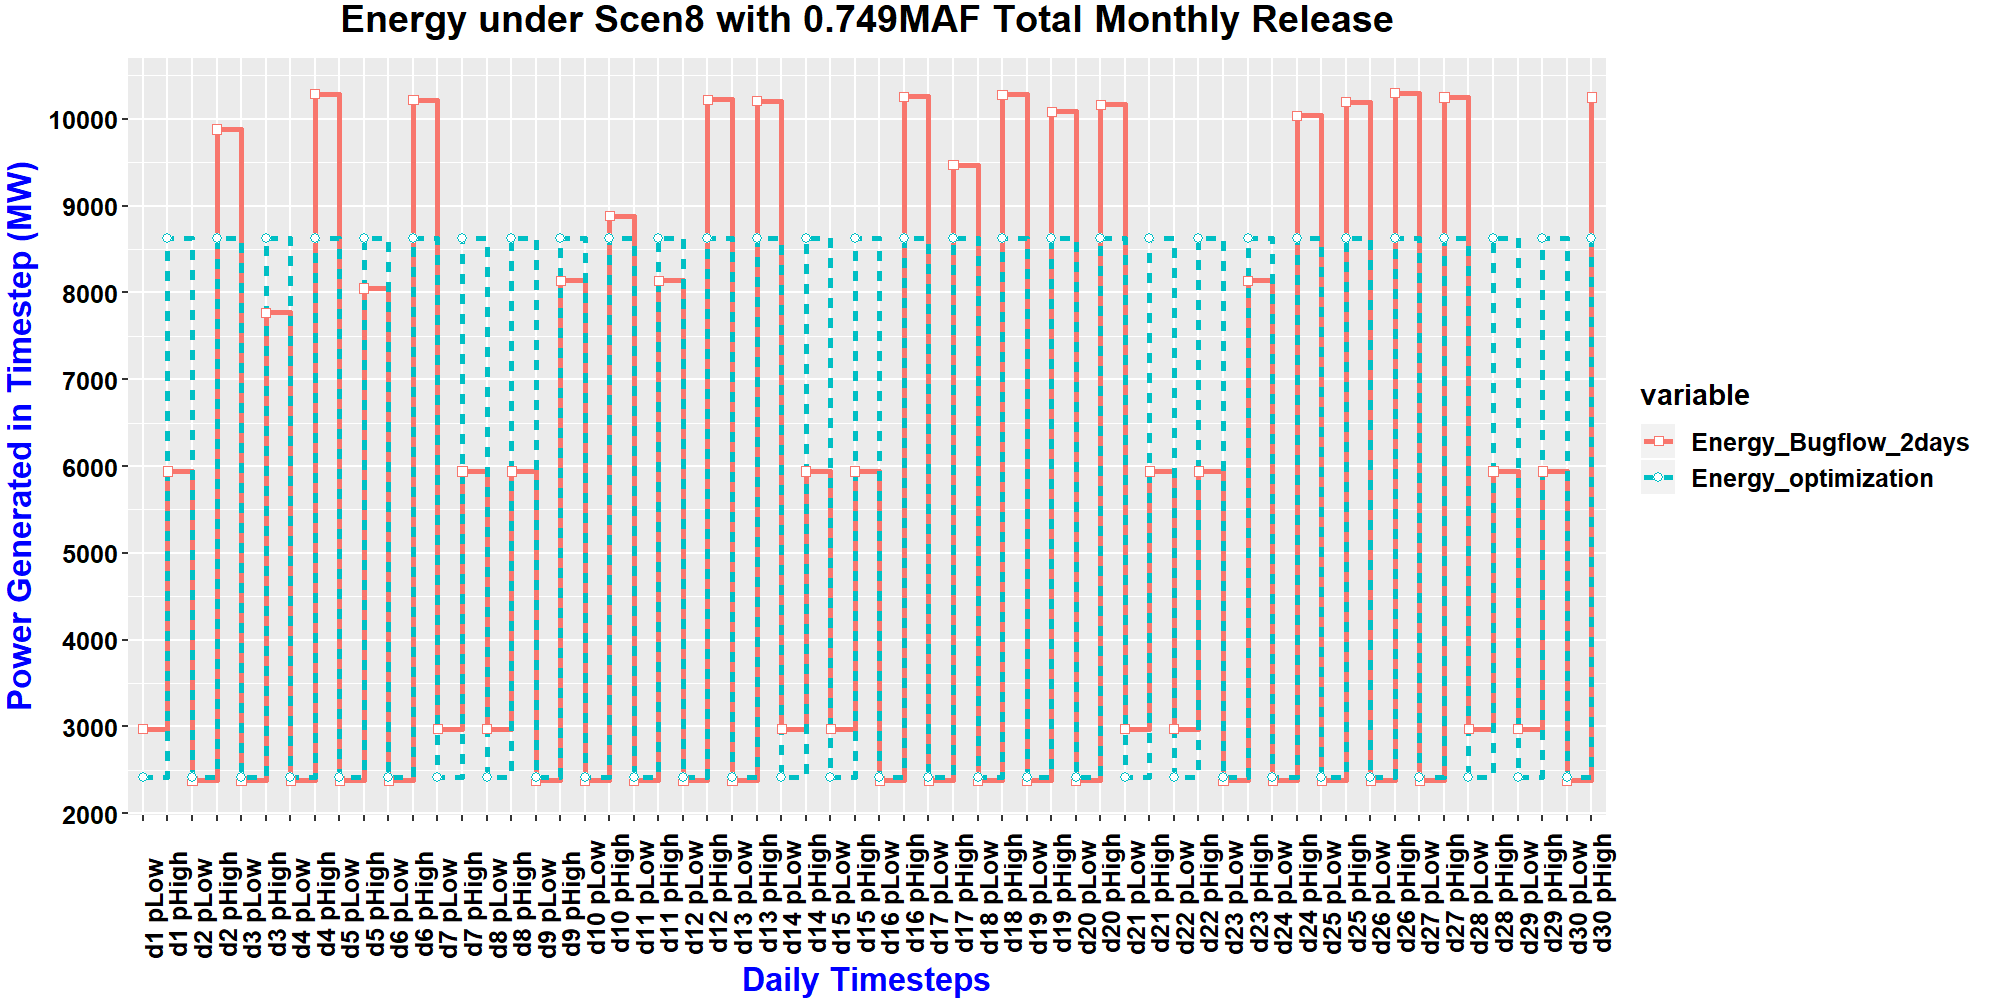 Energy under Scen8 with 0.749MAF Total Monthly Release
Power Generated in Timestep (MW)
10000
9000
8000
7000
6000
5000
4000
3000
2000
d1 pLow
d1 pHigh
d2 pLow
d2 pHigh
d3 pLow
d3 pHigh
d4 pLow
d4 pHigh
d5 pLow
d5 pHigh
d6 pLow
d6 pHigh
d7 pLow
d7 pHigh
d8 pLow
d8 pHigh
d9 pLow
d9 pHigh
d10 pLow
d10 pHigh
d11 pLow
d11 pHigh
d12 pLow
d12 pHigh
d13 pLow
d13 pHigh
d14 pLow
d14 pHigh
d15 pLow
d15 pHigh
d16 pLow
d16 pHigh
d17 pLow
d17 pHigh
d18 pLow
d18 pHigh
d19 pLow
d19 pHigh
d20 pLow
d20 pHigh
d21 pLow
d21 pHigh
d22 pLow
d22 pHigh
d23 pLow
d23 pHigh
d24 pLow
d24 pHigh
d25 pLow
d25 pHigh
d26 pLow
d26 pHigh
d27 pLow
d27 pHigh
d28 pLow
d28 pHigh
d29 pLow
d29 pHigh
d30 pLow
d30 pHigh
Daily Timesteps
variable
Energy_Bugflow_2days
Energy_optimization